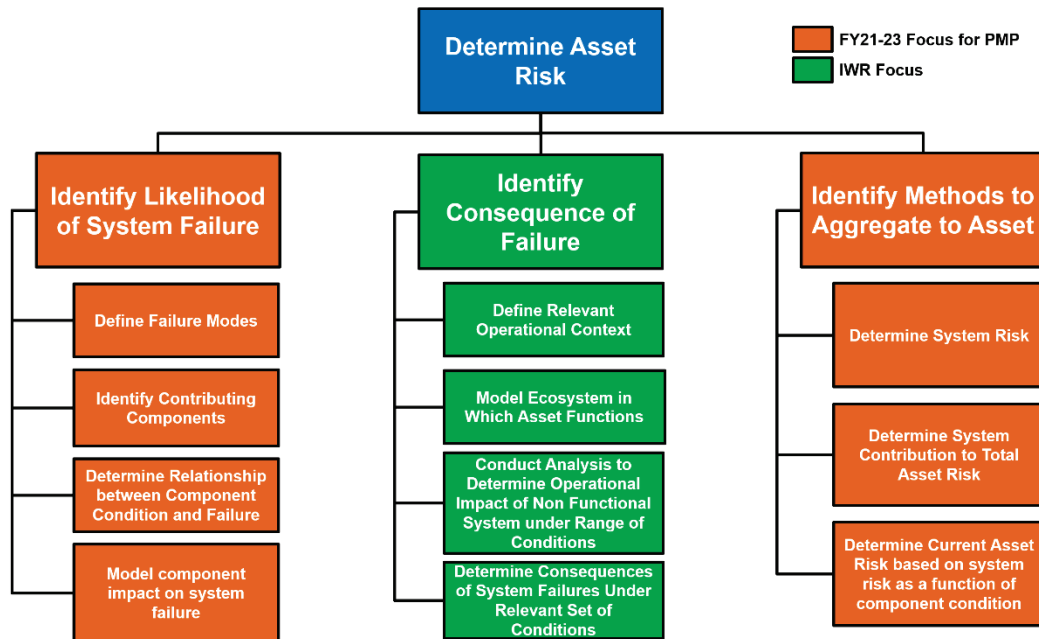 Determine Asset
Risk
FY21-23 Focus for PMP
IWR Focus
Identify Likelihood
of System Failure
Define Failure Modes
Identify Contributing
Components
Determine Relationship
between Component
Condition and Failure
Model component
impact on system
failure
Identify
Consequence of
Failure
Define Relevant
Operational Context
Model Ecosystem in
Which Asset Functions
Conduct Analysis to
Determine Operational
Impact of Non Functional
System under Range of
Conditions
Determine Consequences
of System Failures Under
Relevant Set of
Conditions
Identify Methods to
Aggregate to Asset
Determine System Risk
Determine System
Contribution to Total
Asset Risk
Determine Current Asset
Risk based on system
risk as a function of
component condition